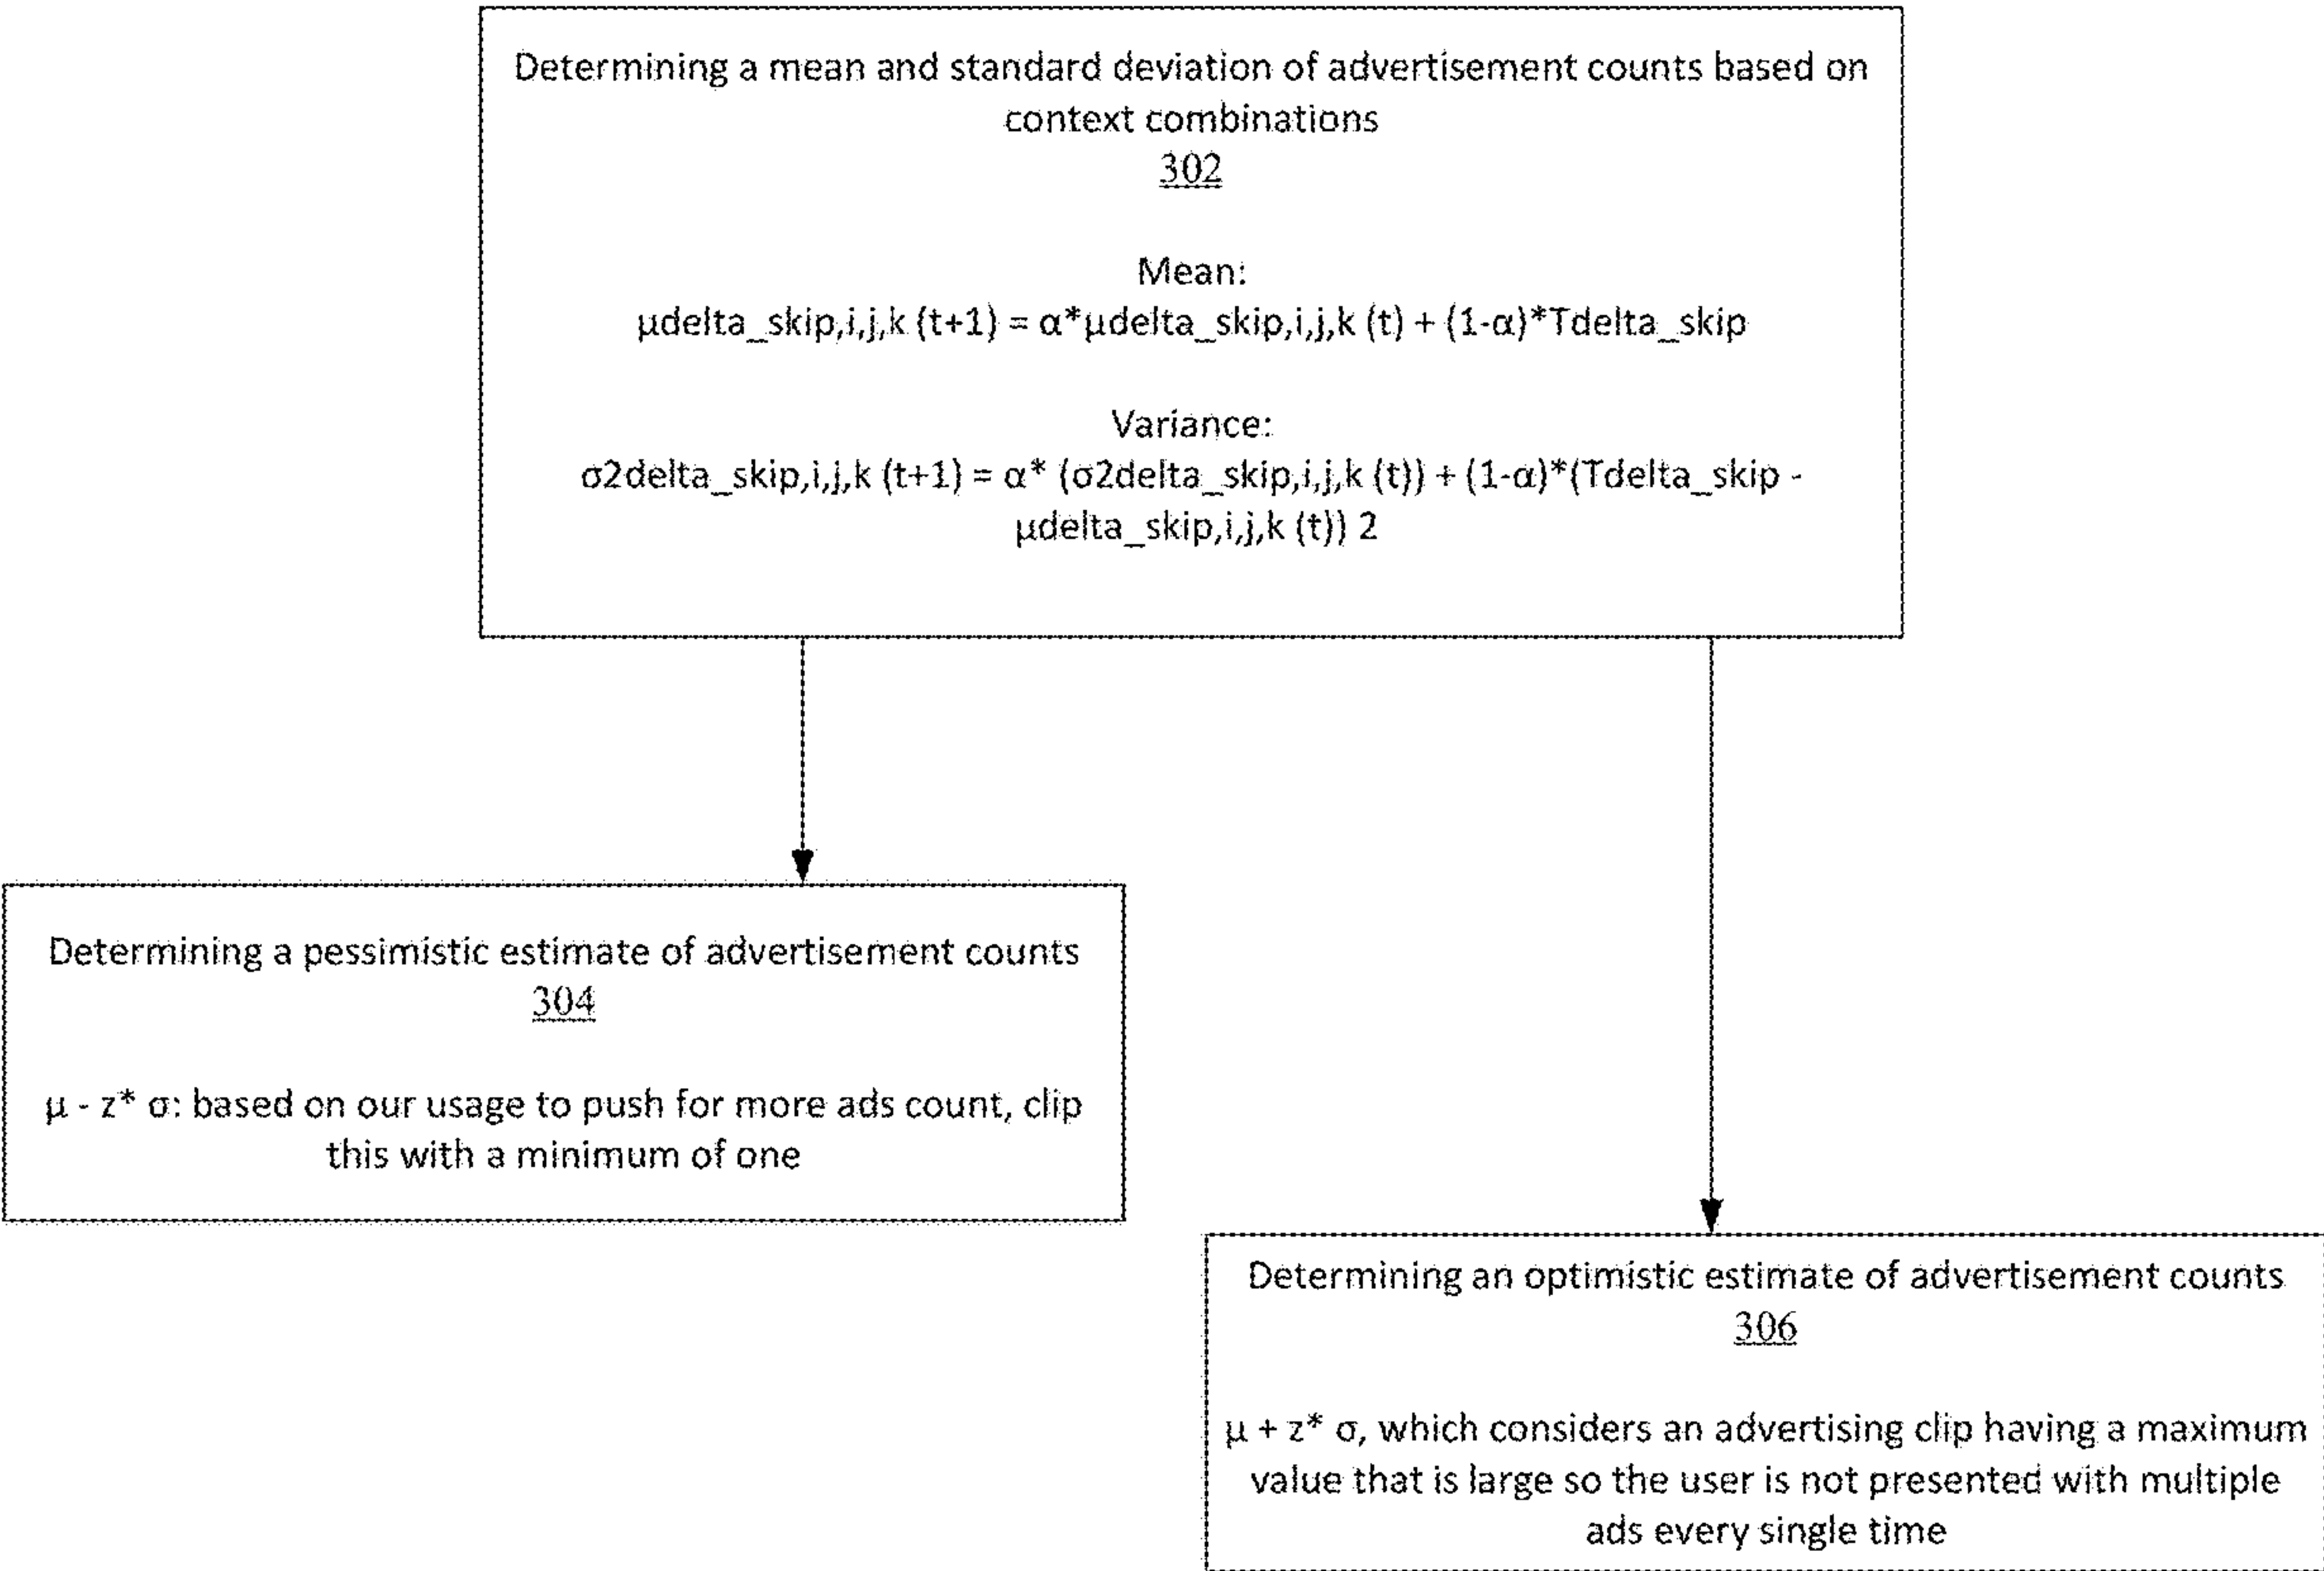 Determining a mean and standard deviation of advertisement counts based on
context combinations
302
Mean:
μdelta_skip,i,j,k (t+1) = α*μdelta_skip,i,j,k (t) + (1-α)*Tdelta_skip
Variance:
σ2delta_skip,i,j,k (t+1) = α* (σ2delta_skip,i,j,k (t)) + (1-α)*(Tdelta_skip -
μdelta_skip,i,j,k (t)) 2
Determining a pessimistic estimate of advertisement counts
304
μ - z* σ: based on our usage to push for more ads count, clip
this with a minimum of one
Determining an optimistic estimate of advertisement counts
306
μ + z* σ, which considers an advertising clip having a maximum
value that is large so the user is not presented with multiple
ads every single time